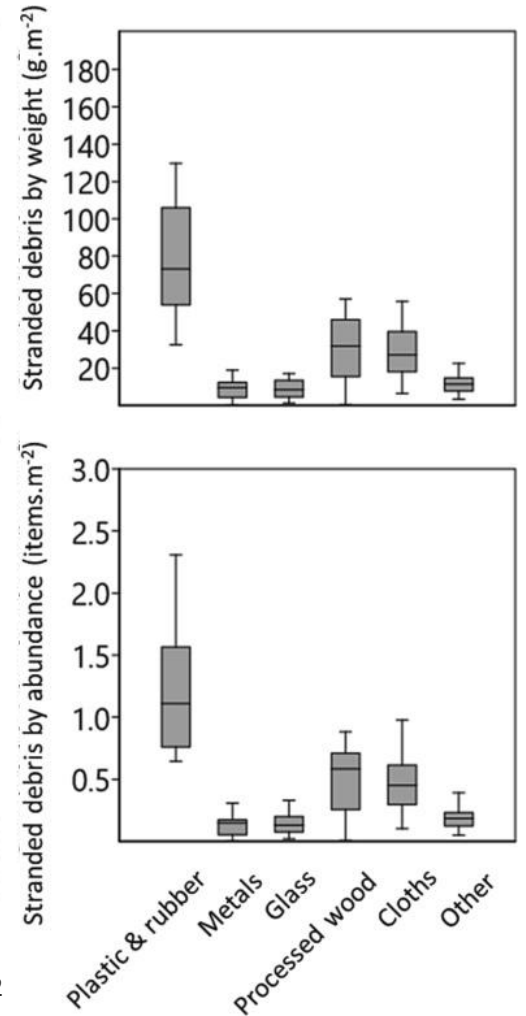 Stranded debris by weight (g.m-2)
180
160
140
120
100
80
60
40
20
Stranded debris by abundance (items.m-2)
3.0
2.5
2.0
1.5
1.0
0.5
Plastic & rubber
Metals
Glass
Processed wood
Cloths
Other